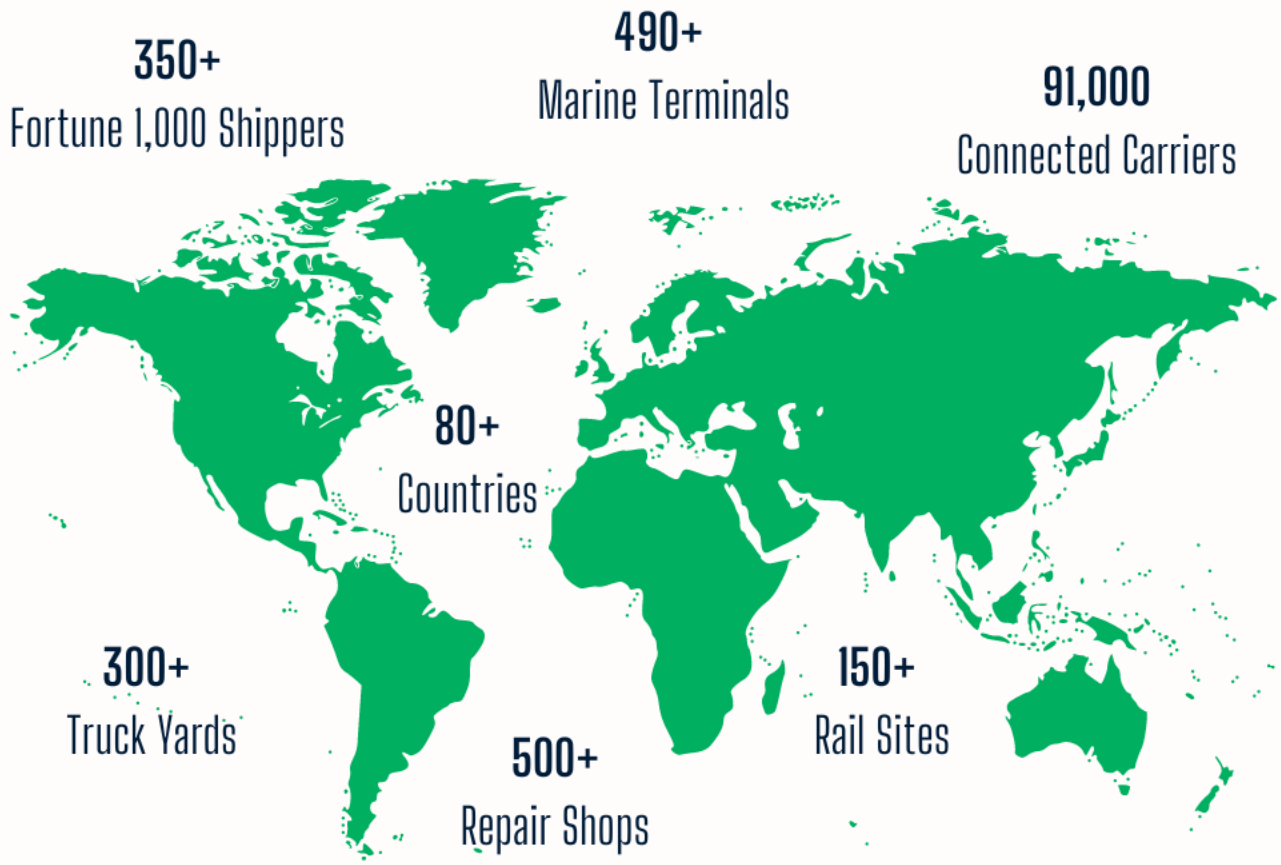 350+
Fortune 1,000 Shippers
490+
Marine Terminals
91,000
Connected Carriers
80+
Countries
300+
Truck Yards
150+
Rail Sites
500+
Repair Shops